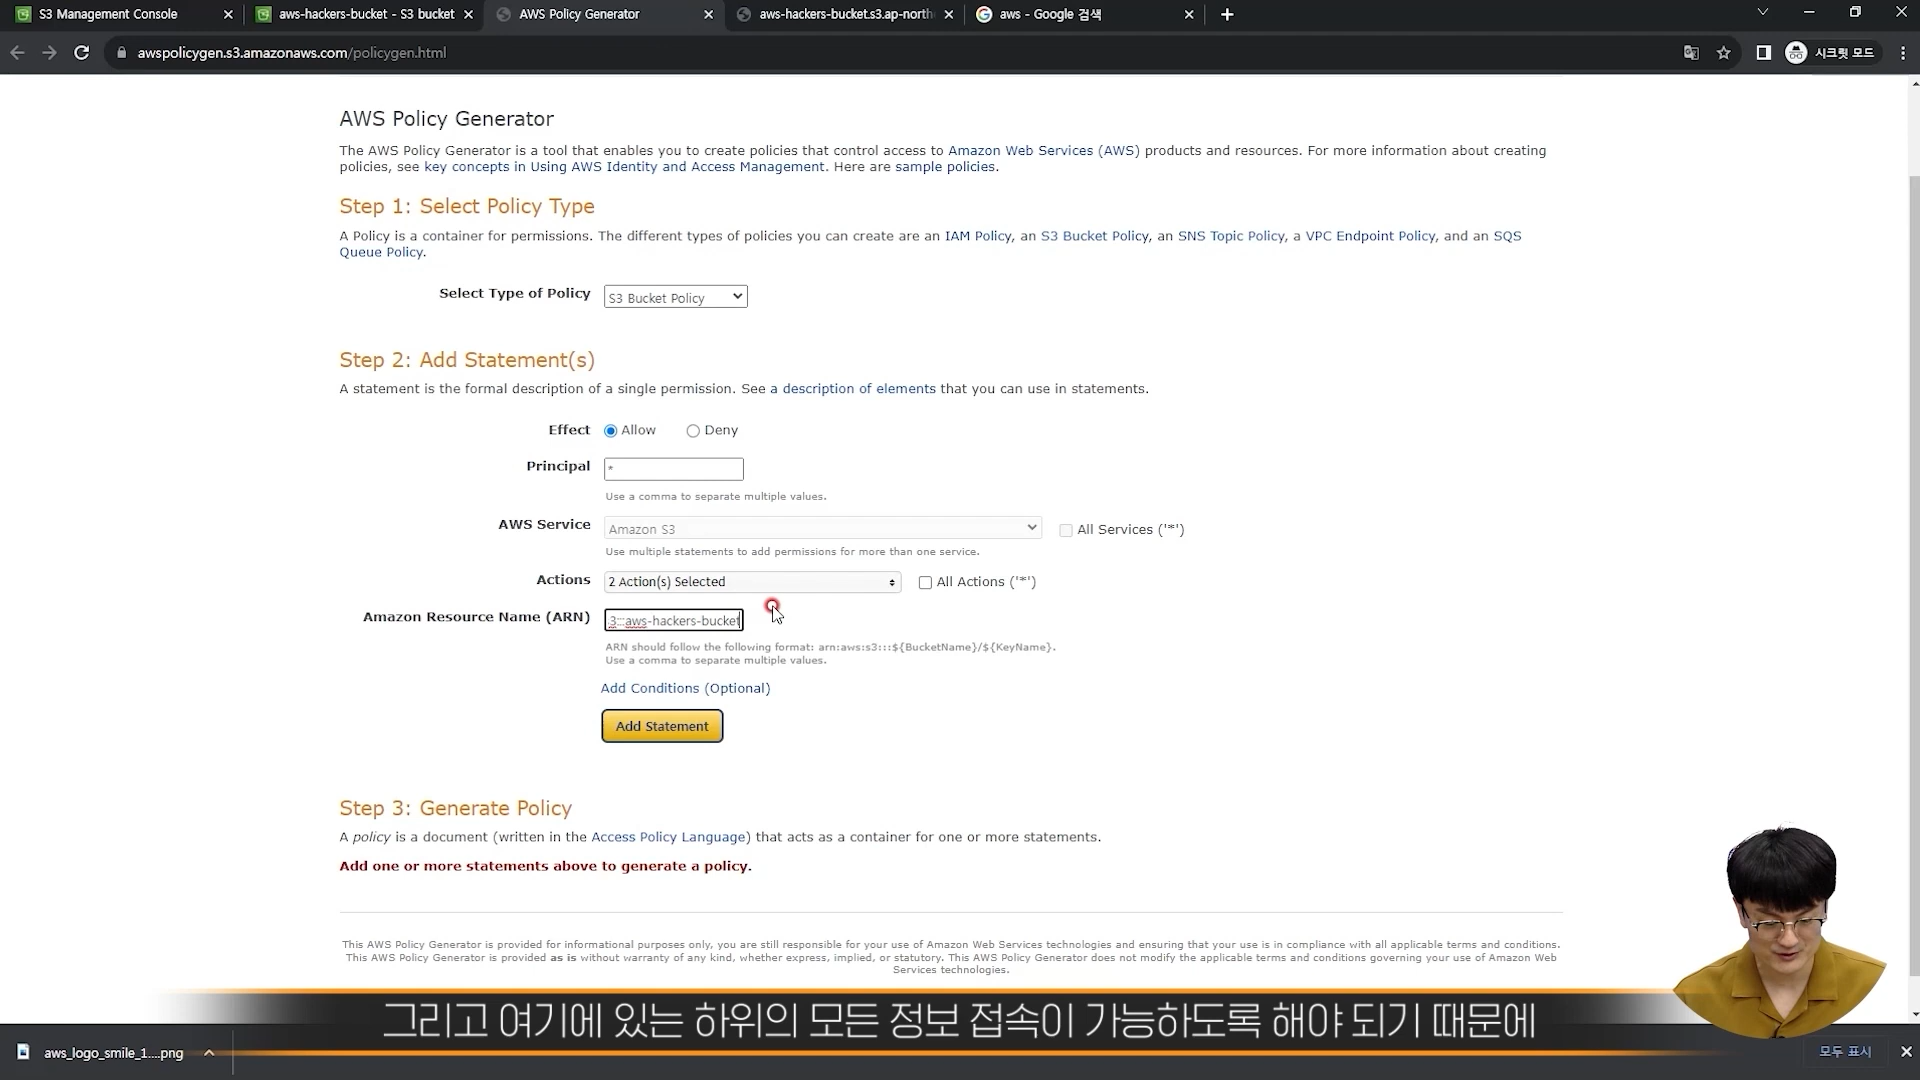 S3 Management Console
aws-hackers-bucket - S3 bucket
AWS Policy Generator
aws-hackers-bucket.s3.ap-north
aws - Google 검색
awspolicygen.s3.amazonaws.com/policygen.html
시크릿 모드
AWS Policy Generator
The AWS Policy Generator is a tool that enables you to create policies that control access to Amazon Web Services (AWS) products and resources. For more information about creating
policies, see key concepts in Using AWS Identity and Access Management. Here are sample policies.
Step 1: Select Policy Type
A Policy is a container for permissions. The different types of policies you can create are an IAM Policy, an S3 Bucket Policy, an SNS Topic Policy, a VPC Endpoint Policy, and an SQS
Queue Policy.
Select Type of Policy S3 Bucket Policy
Step 2: Add Statement(s)
A statement is the formal description of a single permission. See a description of elements that you can use in statements.
Effect Allow Deny
Principal *
Use a comma to separate multiple values.
AWS Service Amazon S3 All Services ('*')
Use multiple statements to add permissions for more than one service.
Actions 2 Action(s) Selected All Actions ('*')
Amazon Resource Name (ARN) 3:::aws-hackers-bucket
ARN should follow the following format: arn:aws:s3:::${BucketName}/${KeyName}.
Use a comma to separate multiple values.
Add Conditions (Optional)
Add Statement
Step 3: Generate Policy
A policy is a document (written in the Access Policy Language) that acts as a container for one or more statements.
Add one or more statements above to generate a policy.
This AWS Policy Generator is provided for informational purposes only, you are still responsible for your use of Amazon Web Services technologies and ensuring that your use is in compliance with all applicable terms and conditions.
This AWS Policy Generator is provided as is without warranty of any kind, whether express, implied, or statutory. This AWS Policy Generator does not modify the applicable terms and conditions governing your use of Amazon Web
Services technologies.
그리고 여기에 있는 하위의 모든 정보 접속이 가능하도록 해야 되기 때문에
aws_logo_smile_1....png
모두 표시